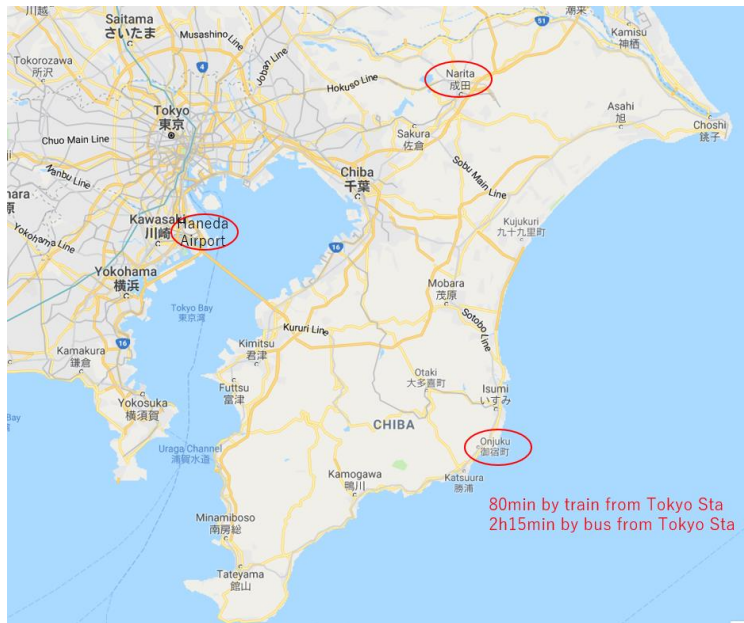 川越
Saitama
さいたま
Musashino Line
51
潮来
Kamisu
神栖
Tokorozawa
所沢
4
Joban Line
Hokuso Line
Narita
成田
Tokyo
東京
Asahi
旭
Choshi
銚子
Chuo Main Line
Sakura
佐倉
Nanbu Line
Chiba
千葉
Sobu Main Line
Kawasaki
川崎
Haneda
Airport
Kujukuri
九十九里町
Yokohama Line
16
Yokohama
横浜
Mobara
茂原
Tokyo Bay
東京湾
Kururi Line
Sotobo Line
16
Kimitsu
君津
Kamakura
鎌倉
Otaki
大多喜町
Futtsu
富津
Isumi
いすみ
Yokosuka
横須賀
CHIBA
Bay
Uraga Channel
浦賀水道
Onjuku
御宿町
Kamogawa
鴨川
Katsuura
勝浦
80min by train from Tokyo Sta
2h15min by bus from Tokyo Sta
Minamiboso
南房総
Tateyama
館山